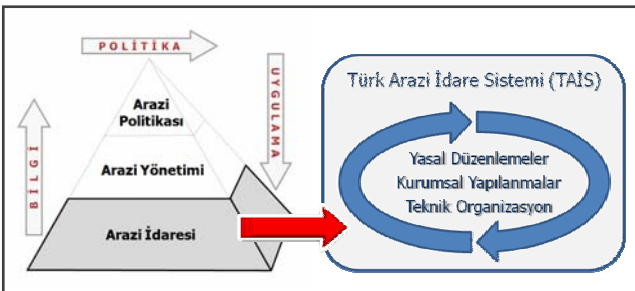 POLİTİKA
BİLGİ
UYGULAMA
Arazi
Politikası
Arazi Yönetimi
Arazi İdaresi
Türk Arazi İdare Sistemi (TAİS)
Yasal Düzenlemeler
Kurumsal Yapılanmalar
Teknik Organizasyon